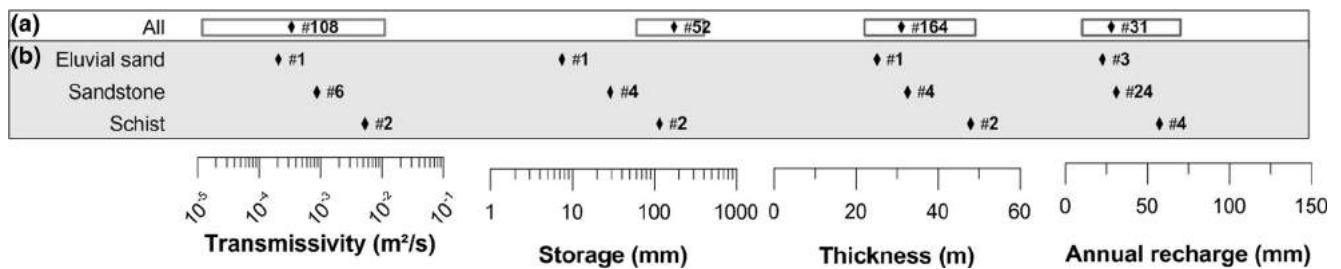 (a) All #108 #52 #164 #31
(b) Eluvial sand #1 #1 #1 #3
Sandstone #6 #4 #4 #24
Schist #2 #2 #2 #4
10⁻⁵ 10⁻⁴ 10⁻³ 10⁻² 10⁻¹ 1 10 100 1000 0 20 40 60 0 50 100 150
Transmissivity (m²/s) Storage (mm) Thickness (m) Annual recharge (mm)